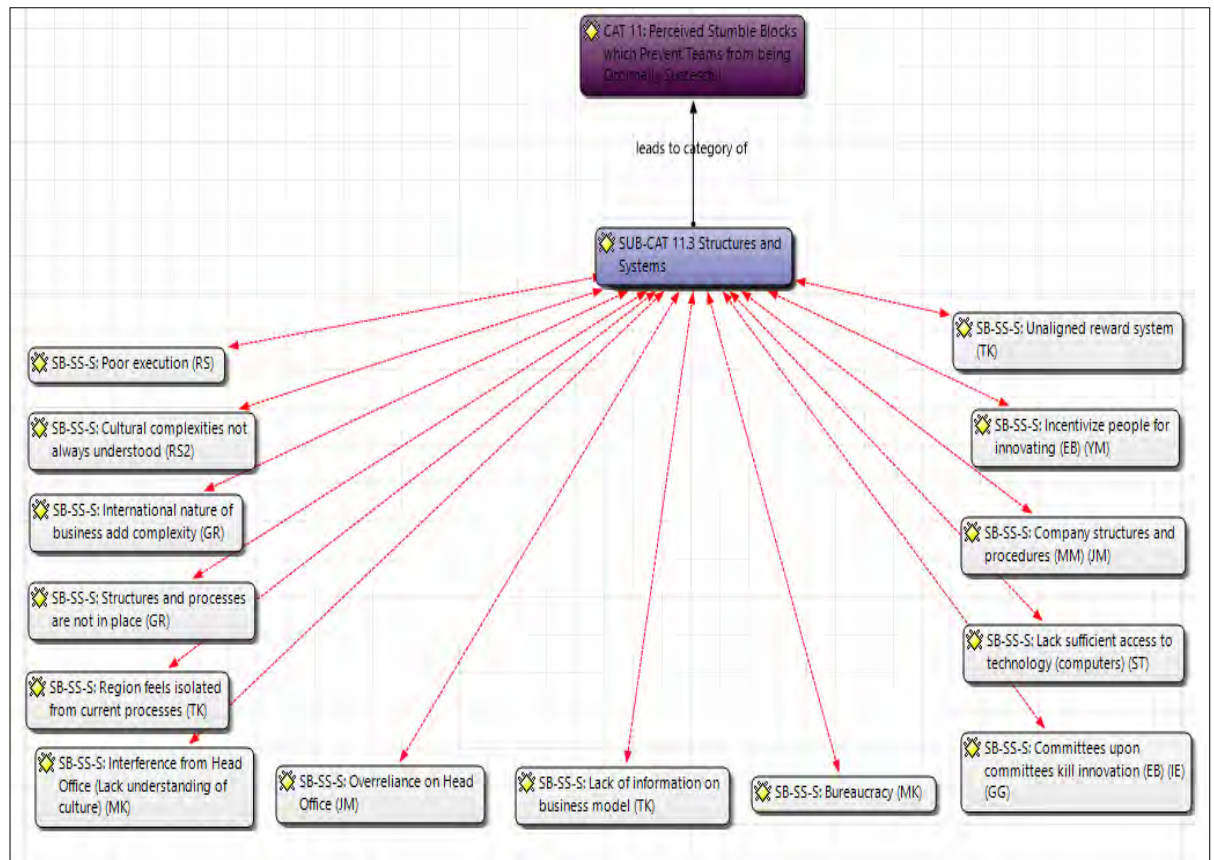 CAT 11: Perceived Stumble Blocks
which Prevent Teams from being
Optimally Successful
leads to category of
SUB-CAT 11.3 Structures and
Systems
SB-SS-S: Unaligned reward system
(TK)
SB-SS-S: Poor execution (RS)
SB-SS-S: Cultural complexities not
always understood (RS2)
SB-SS-S: Incentivize people for
innovating (EB) (YM)
SB-SS-S: International nature of
business add complexity (GR)
SB-SS-S: Company structures and
procedures (MM) (JM)
SB-SS-S: Structures and processes
are not in place (GR)
SB-SS-S: Lack sufficient access to
technology (computers) (ST)
SB-SS-S: Region feels isolated
from current processes (TK)
SB-SS-S: Interference from Head
Office (Lack understanding of
culture) (MK)
SB-SS-S: Overreliance on Head
Office (JM)
SB-SS-S: Lack of information on
business model (TK)
SB-SS-S: Bureaucracy (MK)
SB-SS-S: Committees upon
committees kill innovation (EB) (IE)
(GG)